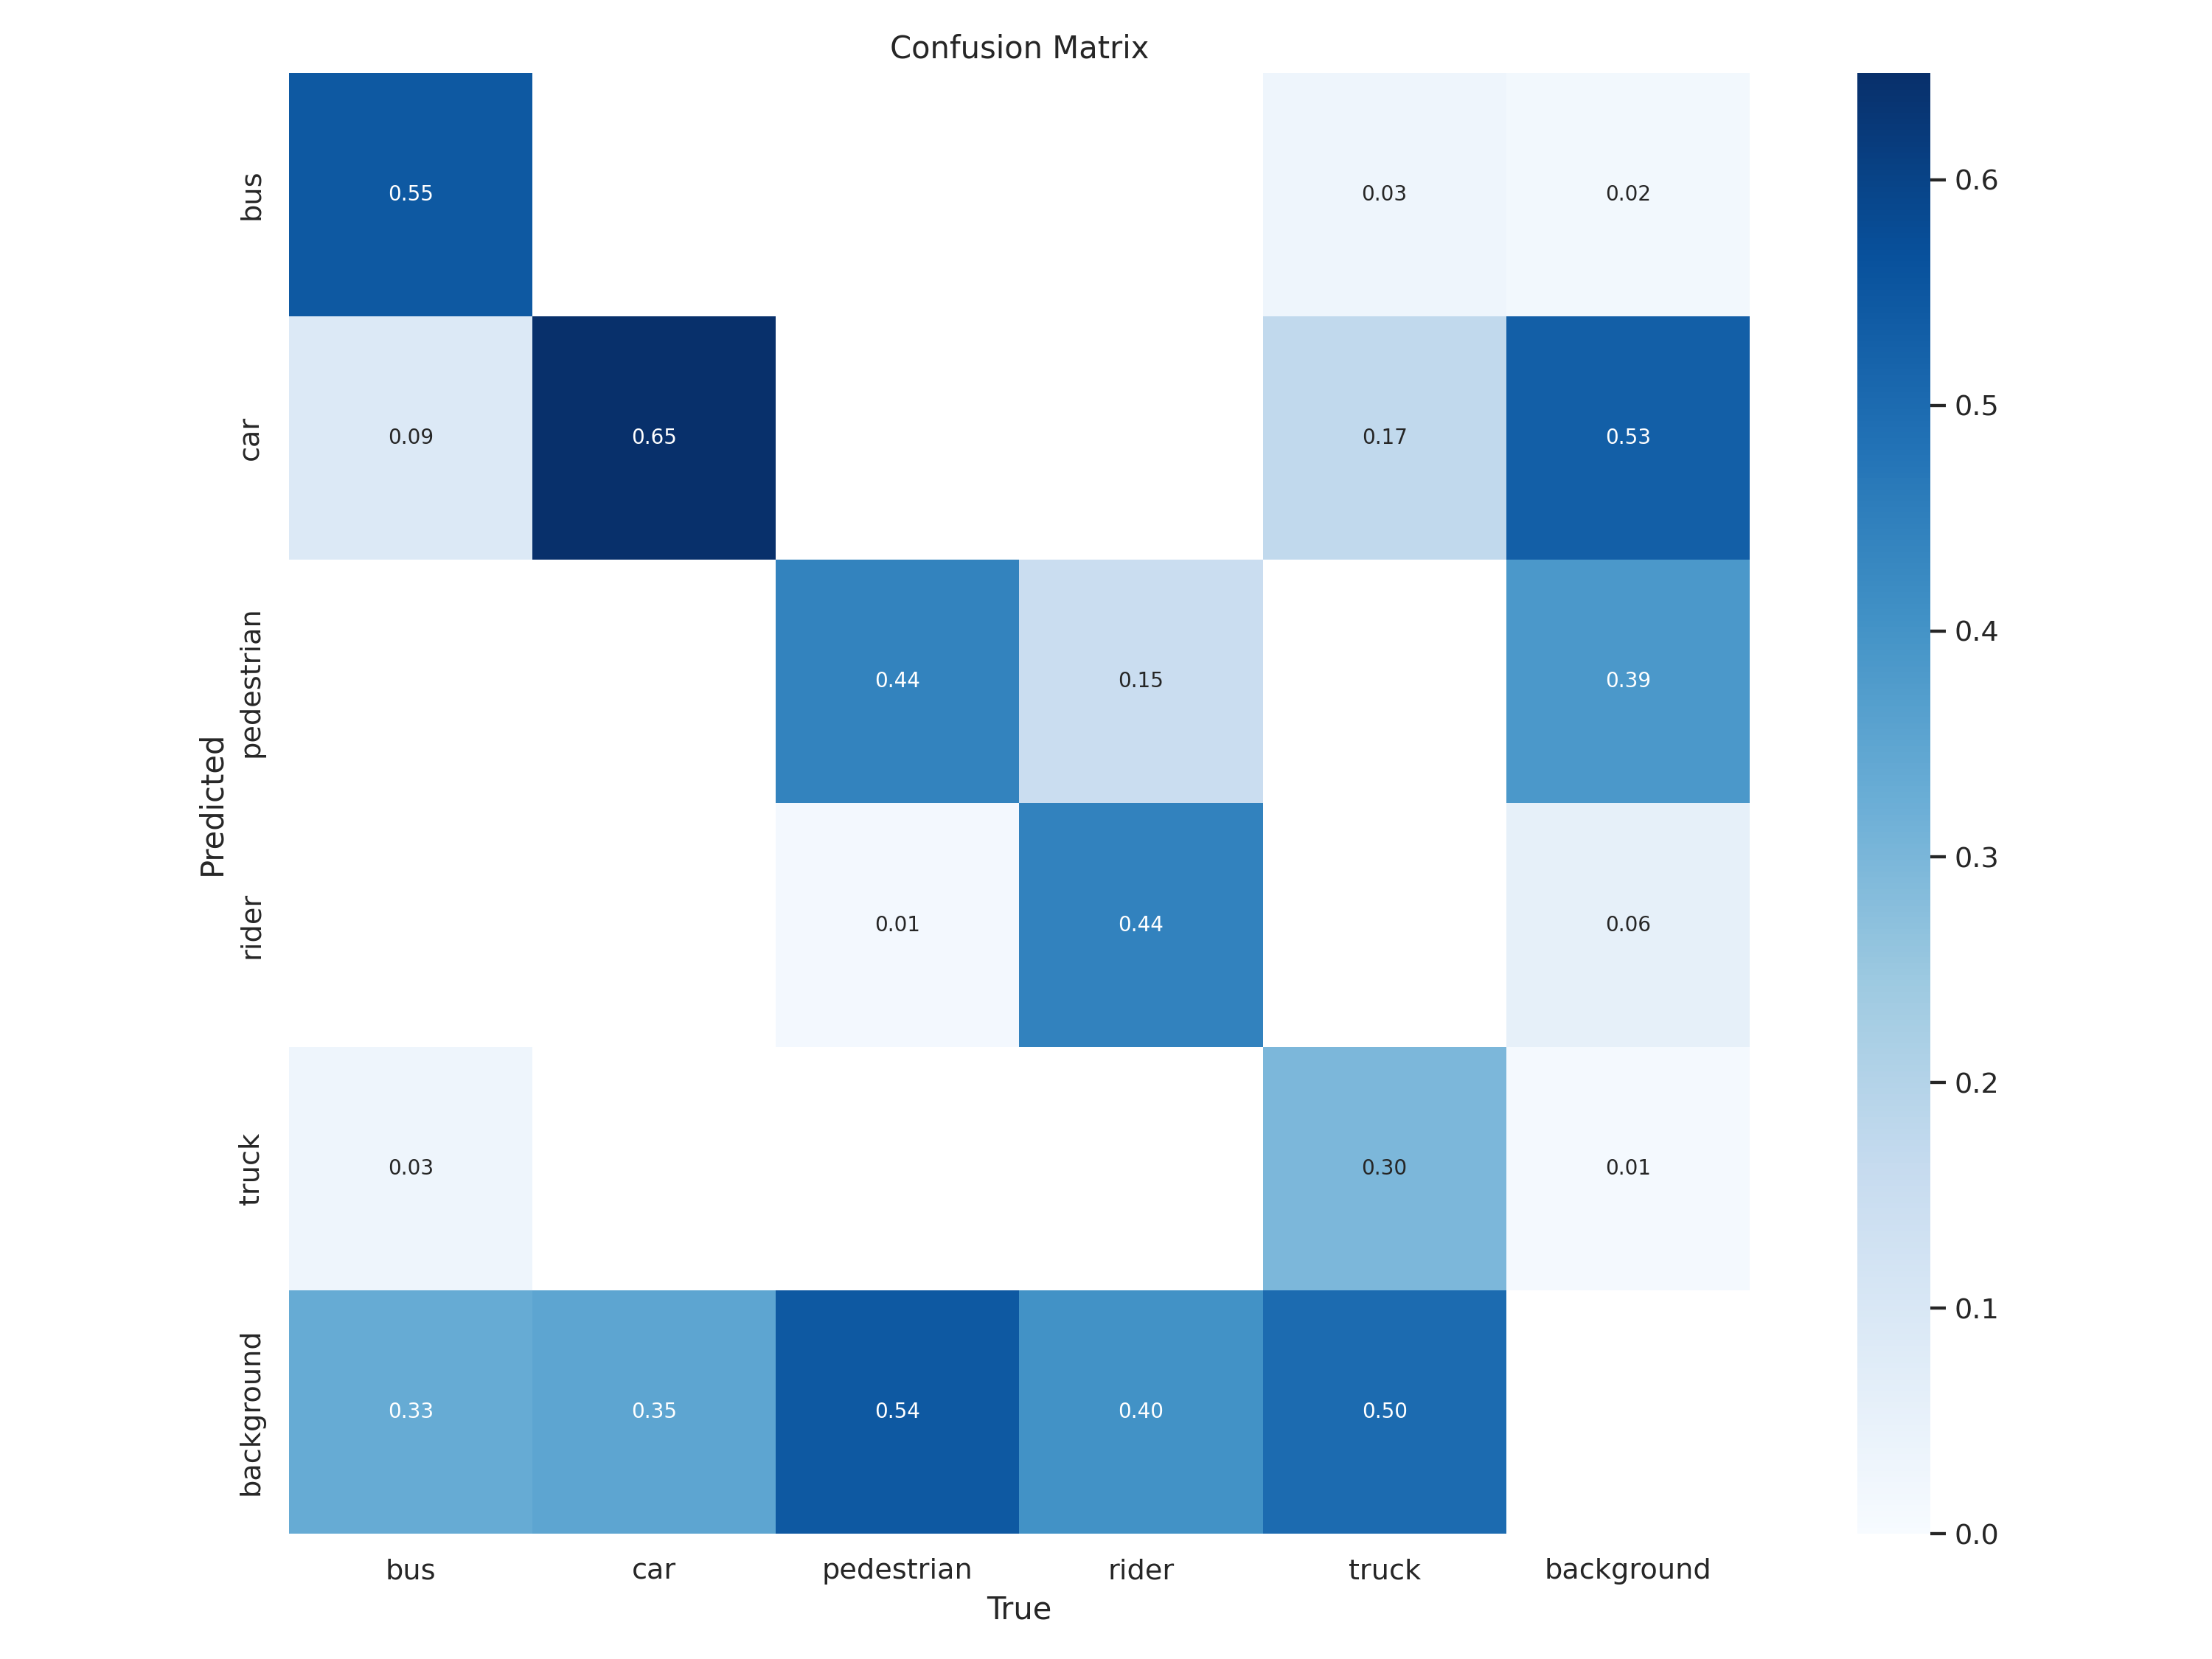 Confusion Matrix
bus
0.55
0.03
0.02
car
0.09
0.65
0.17
0.53
pedestrian
0.44
0.15
0.39
rider
0.01
0.44
0.06
truck
0.03
0.30
0.01
background
0.33
0.35
0.54
0.40
0.50
Predicted
bus
car
pedestrian
rider
truck
background
True
0.6
0.5
0.4
0.3
0.2
0.1
0.0